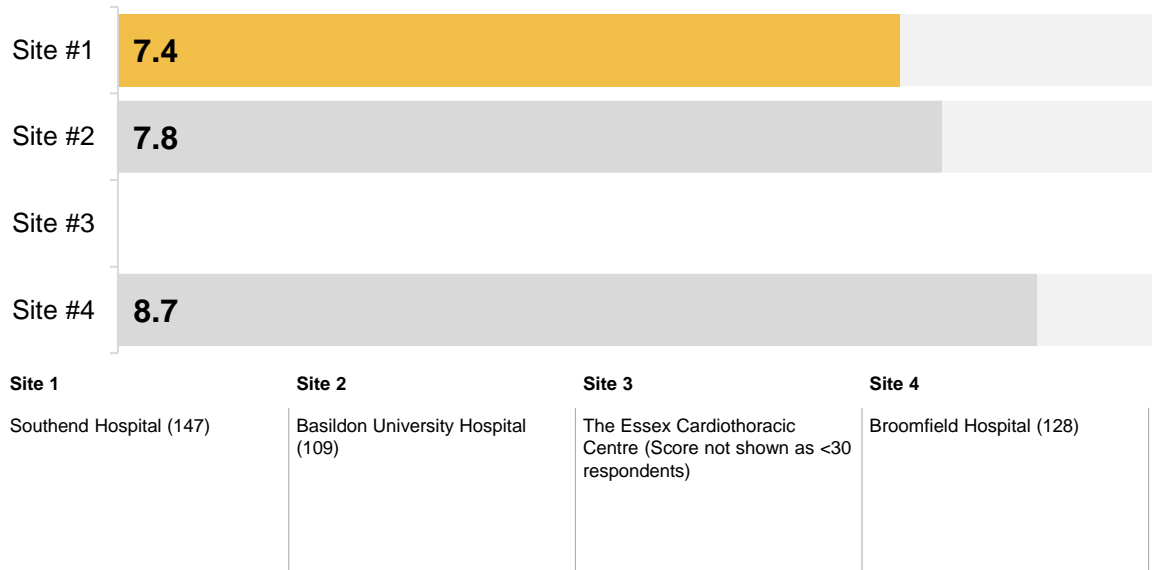 Site #1
7.4
Site #2
7.8
Site #3
Site #4
8.7
Site 1
Southend Hospital (147)
Site 2
Basildon University Hospital
(109)
Site 3
The Essex Cardiothoracic
Centre (Score not shown as <30
respondents)
Site 4
Broomfield Hospital (128)